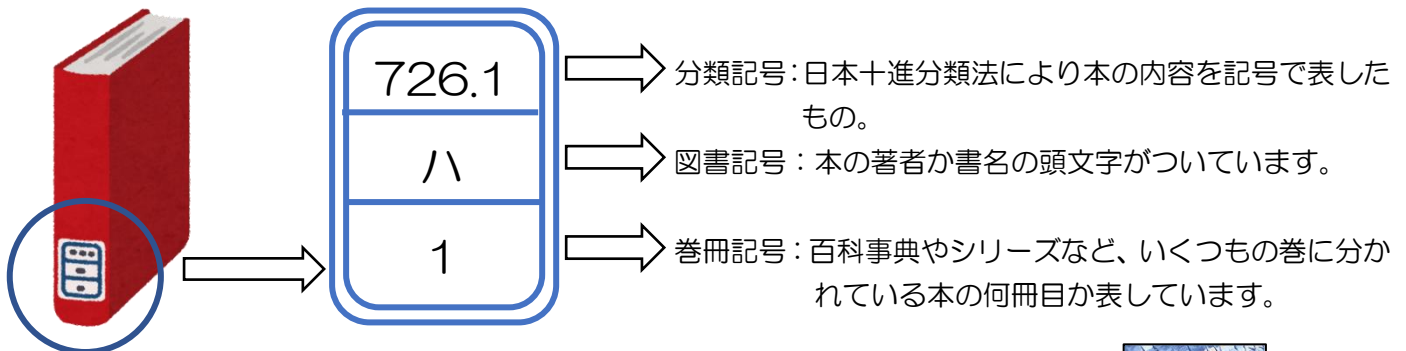 726.1
ハ
1
分類記号：日本十進分類法により本の内容を記号で表した
もの。
図書記号：本の著者か書名の頭文字がついています。
巻冊記号：百科事典やシリーズなど、いくつもの巻に分か
れている本の何冊目か表しています。